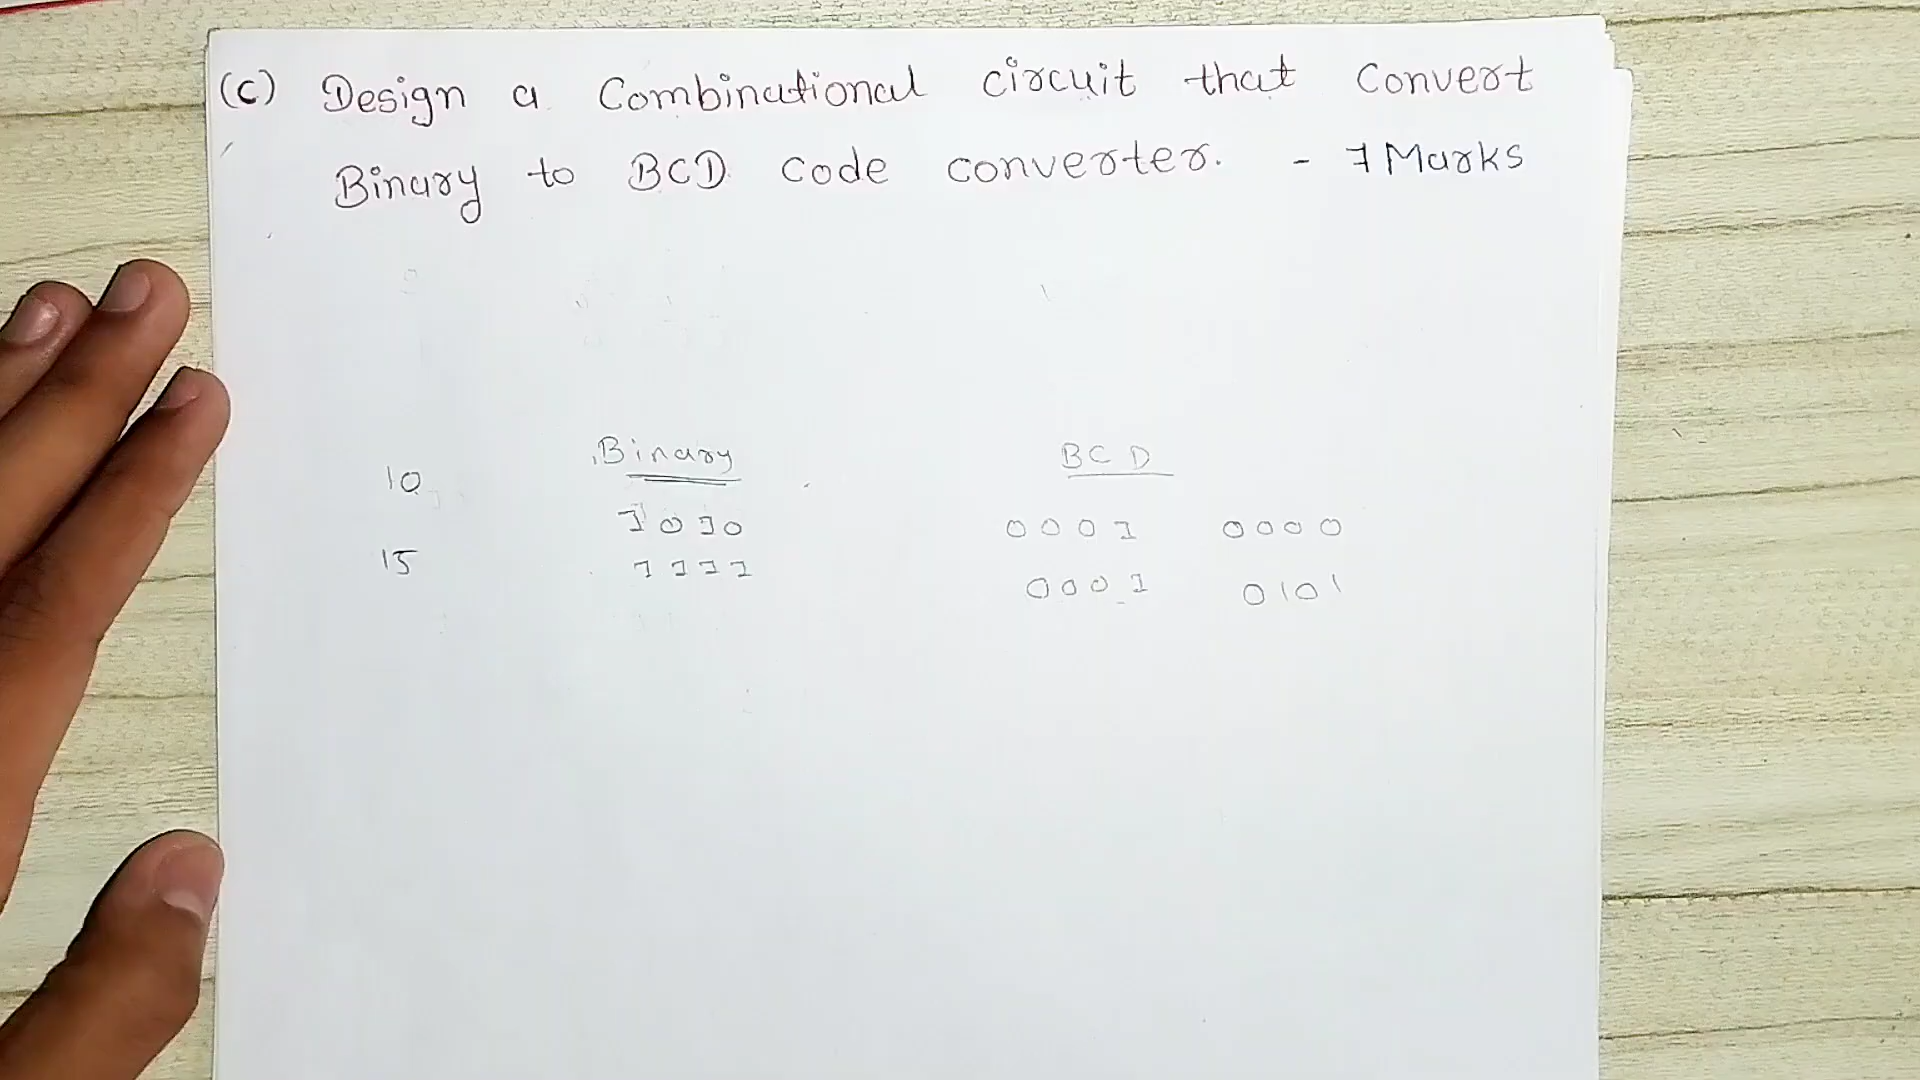 (c) Design a Combinational circuit that Convert
Binary to BCD Code converter. - 7 Marks
Binary BCD
10 1010 0001 0000
15 1111 0001 0101